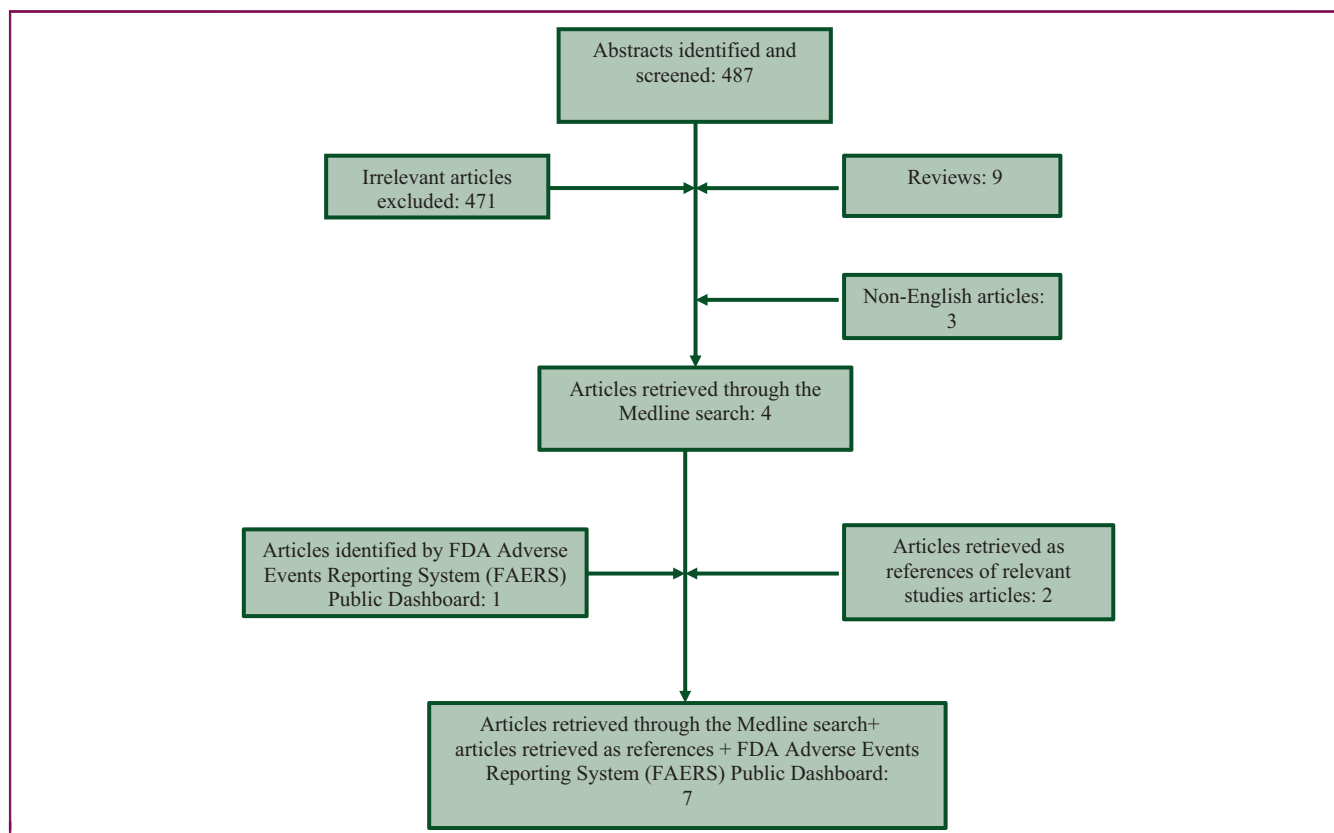 Abstracts identified and
screened: 487
Irrelevant articles
excluded: 471
Reviews: 9
Non-English articles:
3
Articles retrieved through the
Medline search: 4
Articles identified by FDA Adverse
Events Reporting System (FAERS)
Public Dashboard: 1
Articles retrieved as
references of relevant
studies articles: 2
Articles retrieved through the Medline search+
articles retrieved as references + FDA Adverse Events
Reporting System (FAERS) Public Dashboard:
7